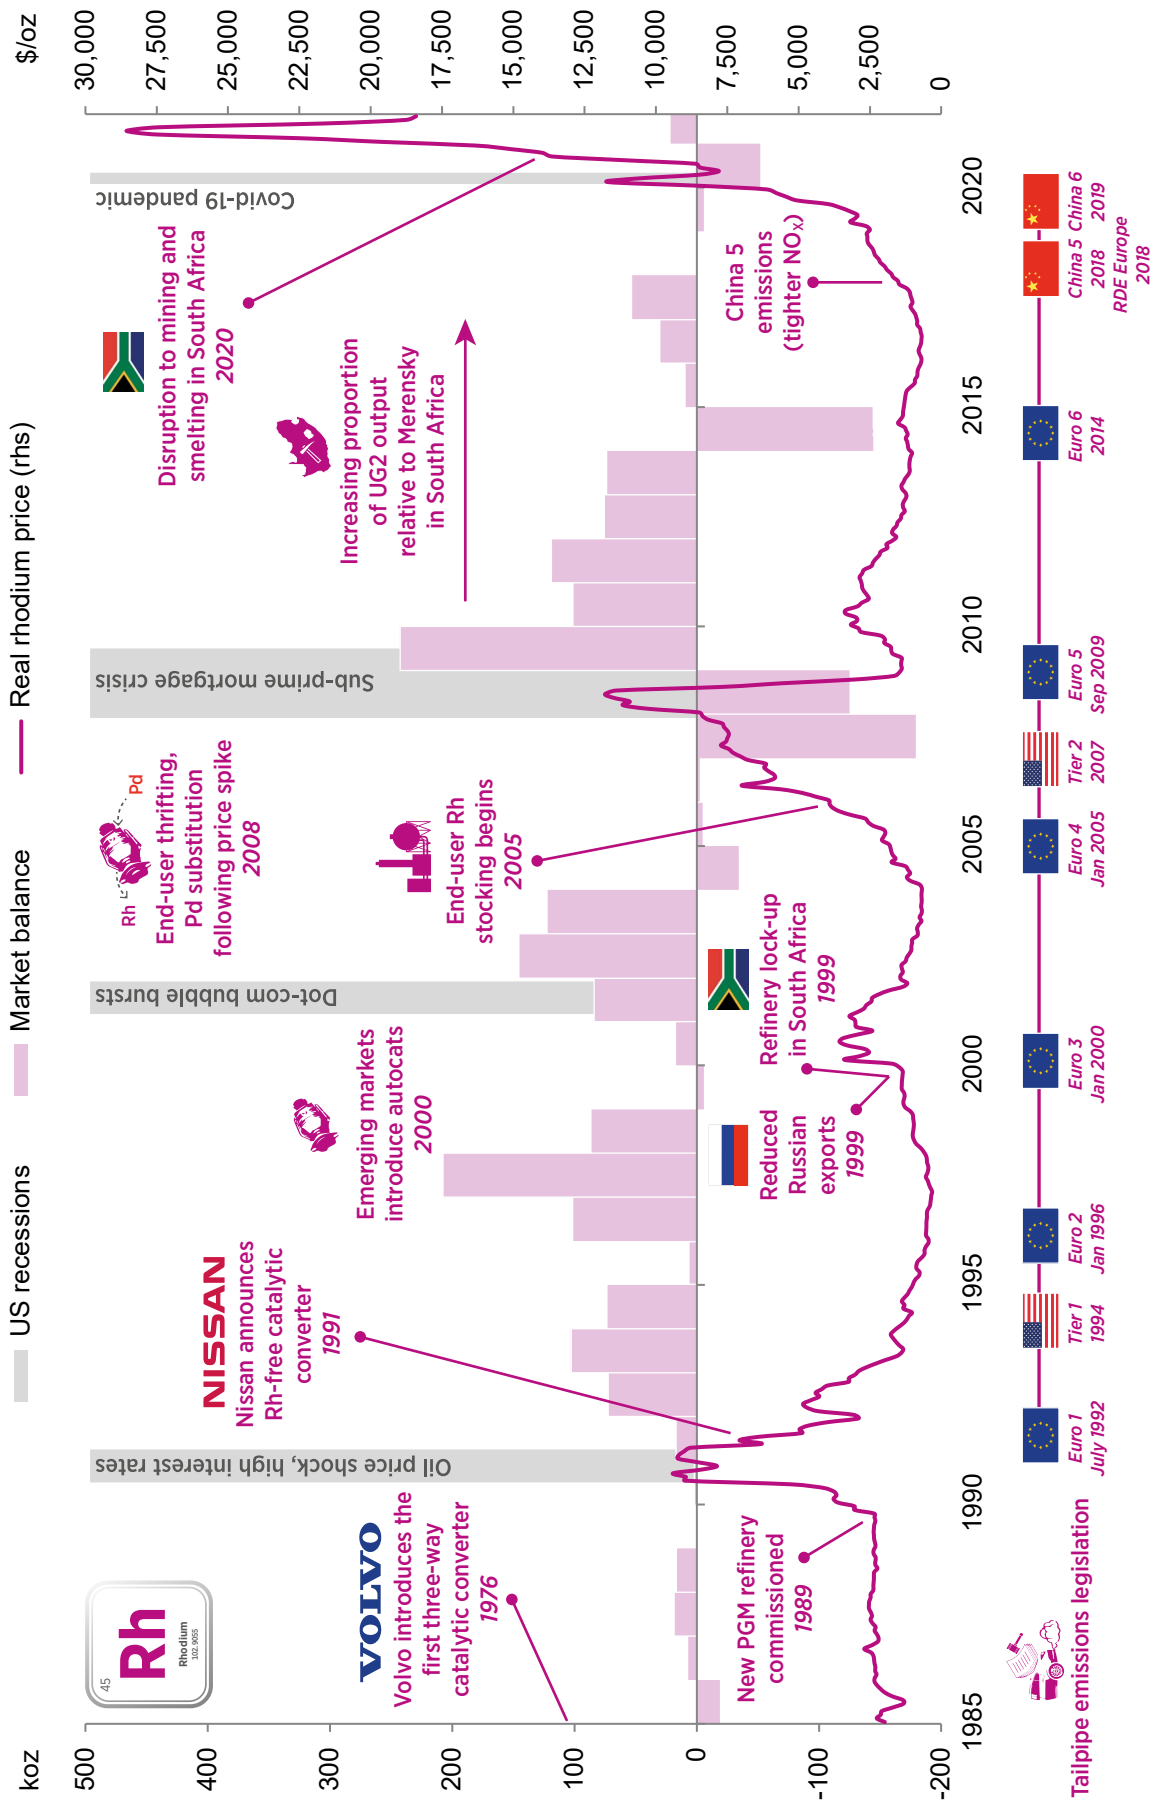 US recessions
Market balance
Real rhodium price (rhs)
koz
$/oz
500
400
300
200
100
0
-100
-200
30,000
27,500
25,000
22,500
20,000
17,500
15,000
12,500
10,000
7,500
5,000
2,500
0
45
Rh
Rhodium
102.9055
VOLVO
Volvo introduces the
first three-way
catalytic converter
1976
New PGM refinery
commissioned
1989
Oil price shock, high interest rates
NISSAN
Nissan announces
Rh-free catalytic
converter
1991
Emerging markets
introduce autocats
2000
Reduced
Russian
exports
1999
Refinery lock-up
in South Africa
1999
Dot-com bubble bursts
Rh
Pd
End-user thrifting,
Pd substitution
following price spike
2008
End-user Rh
stocking begins
2005
Sub-prime mortgage crisis
Increasing proportion
of UG2 output
relative to Merensky
in South Africa
Disruption to mining and
smelting in South Africa
2020
Covid-19 pandemic
China 5
emissions
(tighter NOX)
1985
1990
1995
2000
2005
2010
2015
2020
Tailpipe emissions legislation
Euro 1
July 1992
Tier 1
1994
Euro 2
Jan 1996
Euro 3
Jan 2000
Euro 4
Jan 2005
Tier 2
2007
Euro 5
Sep 2009
Euro 6
2014
China 5
2018
RDE Europe
2018
China 6
2019